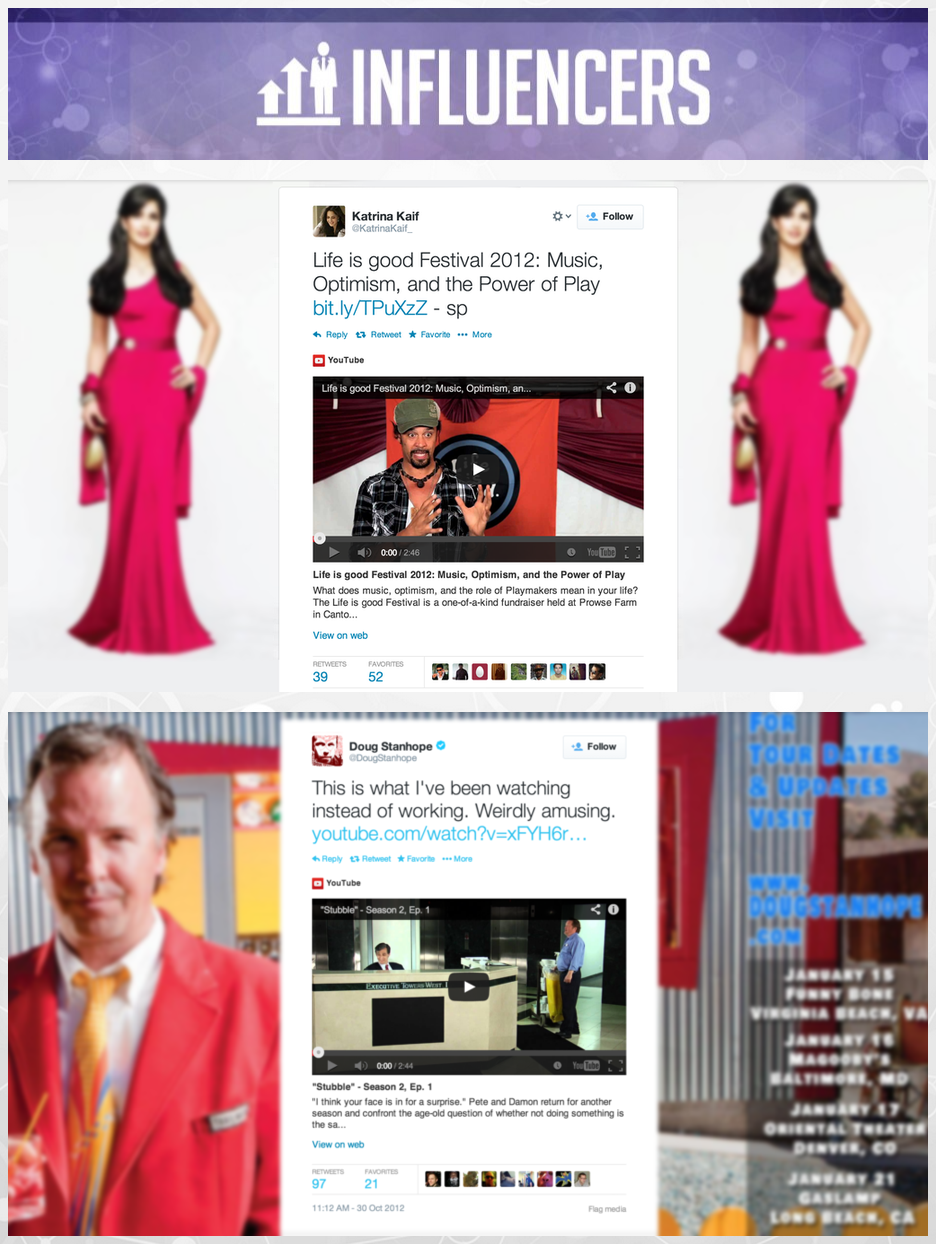 INFLUENCERS
Katrina Kaif
@KatrinaKaif_
Follow
Life is good Festival 2012: Music,
Optimism, and the Power of Play
bit.ly/TPuXzZ - sp
Reply Retweet Favorite More
YouTube
Life is good Festival 2012: Music, Optimism, an...
0:00 / 2:46
YouTube
Life is good Festival 2012: Music, Optimism, and the Power of Play
What does music, optimism, and the role of Playmakers mean in your life?
The Life is good Festival is a one-of-a-kind fundraiser held at Prowse Farm
in Canto...
View on web
RETWEETS FAVORITES
39 52
Doug Stanhope
@DougStanhope
Follow
This is what I've been watching
instead of working. Weirdly amusing.
youtube.com/watch?v=xFYH6r...
Reply Retweet Favorite More
YouTube
"Stubble" - Season 2, Ep. 1
EXECUTIVE TOWERS WEST
0:00 / 2:44
YouTube
"Stubble" - Season 2, Ep. 1
"I think your face is in for a surprise." Pete and Damon return for another
season and confront the age-old question of whether not doing something is
the sa...
View on web
RETWEETS FAVORITES
97 21
11:12 AM - 30 Oct 2012
Flag media
FOR
TOUR DATES
& UPDATES
VISIT
WWW.
DOUGSTANHOPE
.COM
JANUARY 15
FUNNY BONE
VIRGINIA BEACH, VA
JANUARY 16
MAGOOBY'S
BALTIMORE, MD
JANUARY 17
ORIENTAL THEATER
DENVER, CO
JANUARY 21
GASLAMP
LONG BEACH, CA